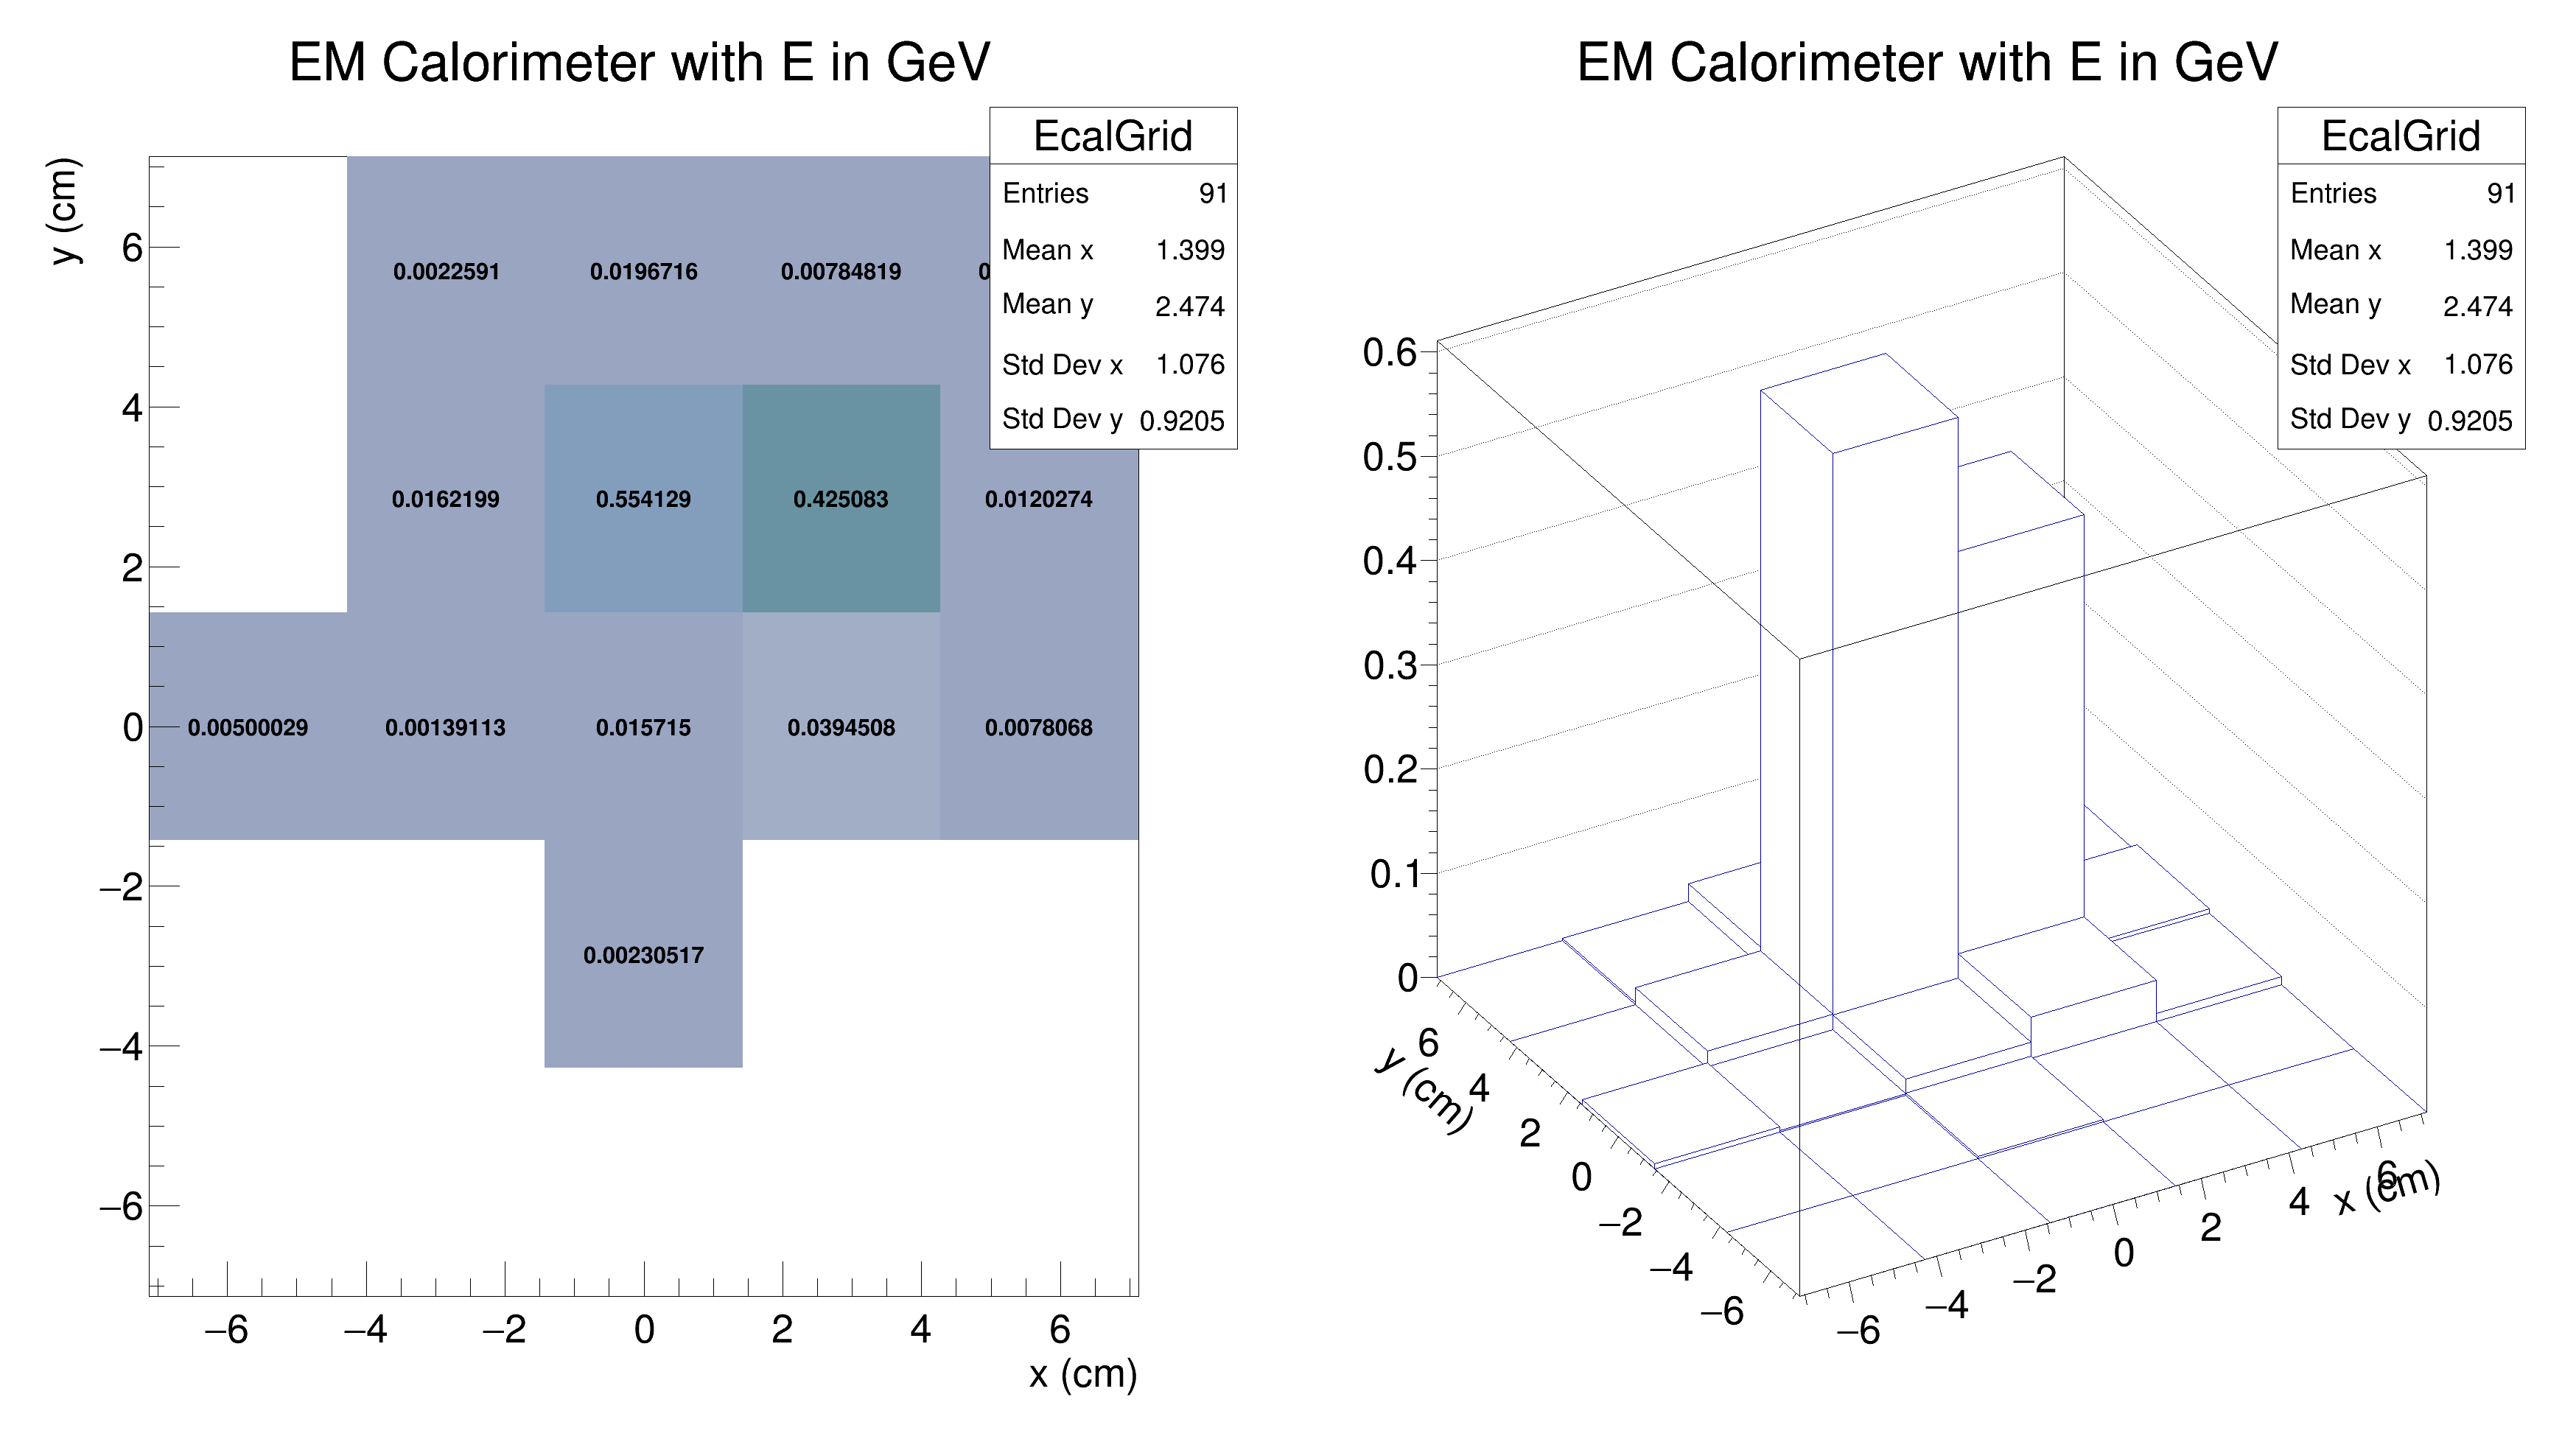 EM Calorimeter with E in GeV
EcalGrid
Entries 91
Mean x 1.399
Mean y 2.474
Std Dev x 1.076
Std Dev y 0.9205
y (cm)
6
4
2
0
−2
−4
−6
0.0022591 0.0196716 0.00784819
0.0162199 0.554129 0.425083 0.0120274
0.00500029 0.00139113 0.015715 0.0394508 0.0078068
0.00230517
−6 −4 −2 0 2 4 6
x (cm)
EM Calorimeter with E in GeV
EcalGrid
Entries 91
Mean x 1.399
Mean y 2.474
Std Dev x 1.076
Std Dev y 0.9205
0.6
0.5
0.4
0.3
0.2
0.1
0
y (cm)
6
4
2
0
−2
−4
−6
−6 −4 −2 0 2 4 6
x (cm)